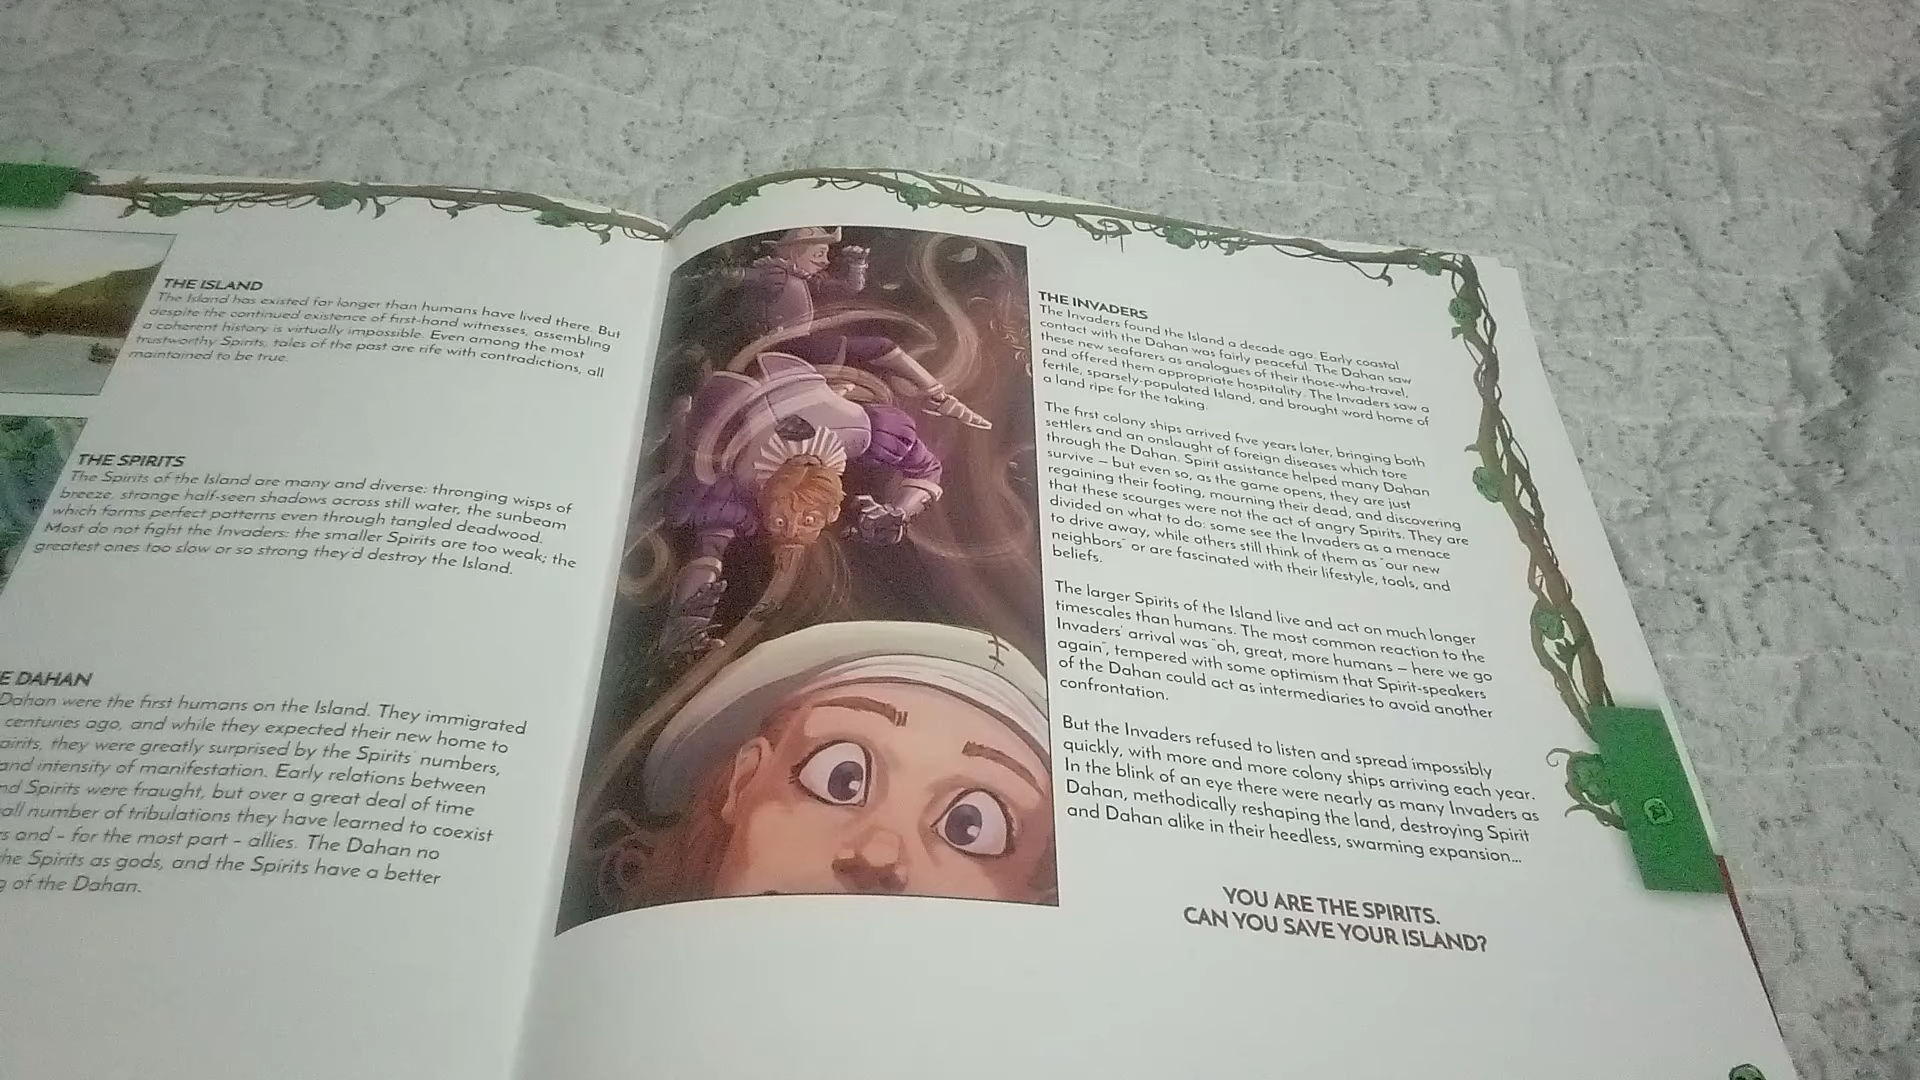 THE ISLAND
The Island has existed far longer than humans have lived there. But
despite the continued existence of first-hand witnesses, assembling
a coherent history is virtually impossible. Even among the most
trustworthy Spirits, tales of the past are rife with contradictions, all
maintained to be true.
THE SPIRITS
The Spirits of the Island are many and diverse: thronging wisps of
breeze, strange half-seen shadows across still water, the sunbeam
which forms perfect patterns even through tangled deadwood.
Most do not fight the Invaders: the smaller Spirits are too weak; the
greatest ones too slow or so strong they'd destroy the Island.
E DAHAN
Dahan were the first humans on the Island. They immigrated
centuries ago, and while they expected their new home to
they were greatly surprised by the Spirits' numbers,
and intensity of manifestation. Early relations between
Spirits were fraught, but over a great deal of time
number of tribulations they have learned to coexist
and - for the most part - allies. The Dahan no
the Spirits as gods, and the Spirits have a better
of the Dahan.
THE INVADERS
The Invaders found the Island a decade ago. Early coastal
contact with the Dahan was fairly peaceful. The Dahan saw
these new seafarers as analogues of their those-who-travel,
and offered them appropriate hospitality. The Invaders saw a
fertile, sparsely-populated Island, and brought word home of
a land ripe for the taking.
The first colony ships arrived five years later, bringing both
settlers and an onslaught of foreign diseases which tore
through the Dahan. Spirit assistance helped many Dahan
survive – but even so, as the game opens, they are just
regaining their footing, mourning their dead, and discovering
that these scourges were not the act of angry Spirits. They are
divided on what to do: some see the Invaders as a menace
to drive away, while others still think of them as "our new
neighbors" or are fascinated with their lifestyle, tools, and
beliefs.
The larger Spirits of the Island live and act on much longer
timescales than humans. The most common reaction to the
Invaders' arrival was "oh, great, more humans – here we go
again", tempered with some optimism that Spirit-speakers
of the Dahan could act as intermediaries to avoid another
confrontation.
But the Invaders refused to listen and spread impossibly
quickly, with more and more colony ships arriving each year.
In the blink of an eye there were nearly as many Invaders as
Dahan, methodically reshaping the land, destroying Spirit
and Dahan alike in their heedless, swarming expansion...
YOU ARE THE SPIRITS.
CAN YOU SAVE YOUR ISLAND?